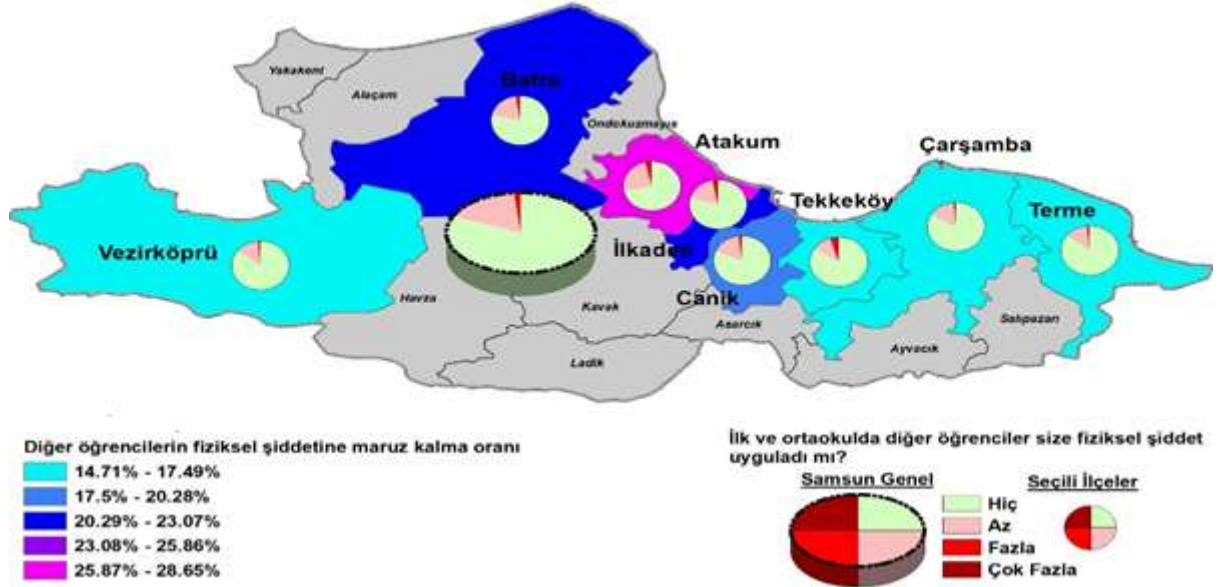 Yakakent
Alaçam
Bafra
Ondokuzmayıs
Atakum
Çarşamba
Tekkeköy
Terme
Vezirköprü
İlkadım
Canik
Havza
Kavak
Asarcık
Salıpazarı
Ladik
Ayvacık
Diğer öğrencilerin fiziksel şiddetine maruz kalma oranı
14.71% - 17.49%
17.5% - 20.28%
20.29% - 23.07%
23.08% - 25.86%
25.87% - 28.65%
İlk ve ortaokulda diğer öğrenciler size fiziksel şiddet
uyguladı mı?
Samsun Genel
Seçili İlçeler
Hiç
Az
Fazla
Çok Fazla